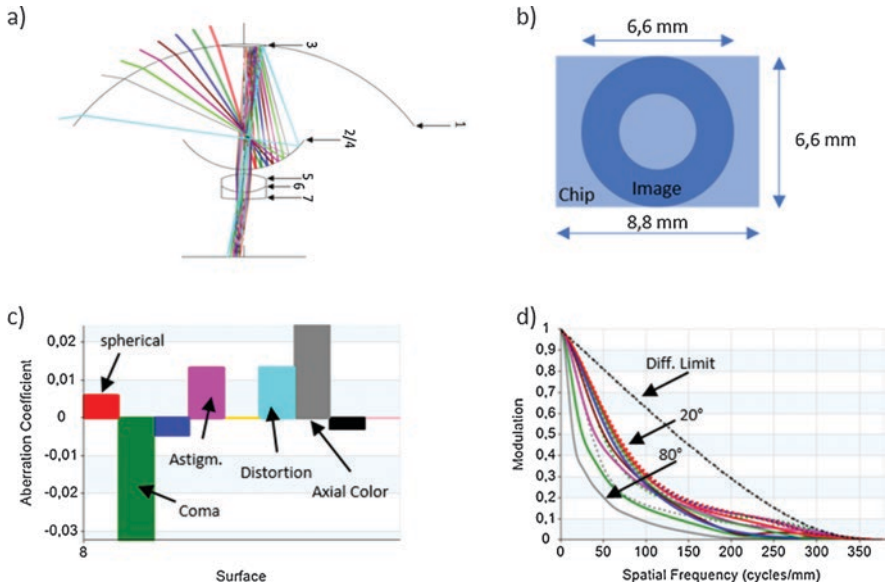 a)
3
1
2/4
5
6
7
b)
6,6 mm
6,6 mm
Chip
Image
8,8 mm
c)
0,02
0,01
0
-0,01
-0,02
-0,03
Aberration Coefficient
spherical
Astigm.
Distortion
Coma
Axial Color
8
Surface
d)
1
0,9
0,8
0,7
0,6
0,5
0,4
0,3
0,2
0,1
0
Modulation
Diff. Limit
20°
80°
0
50
100
150
200
250
300
350
Spatial Frequency (cycles/mm)